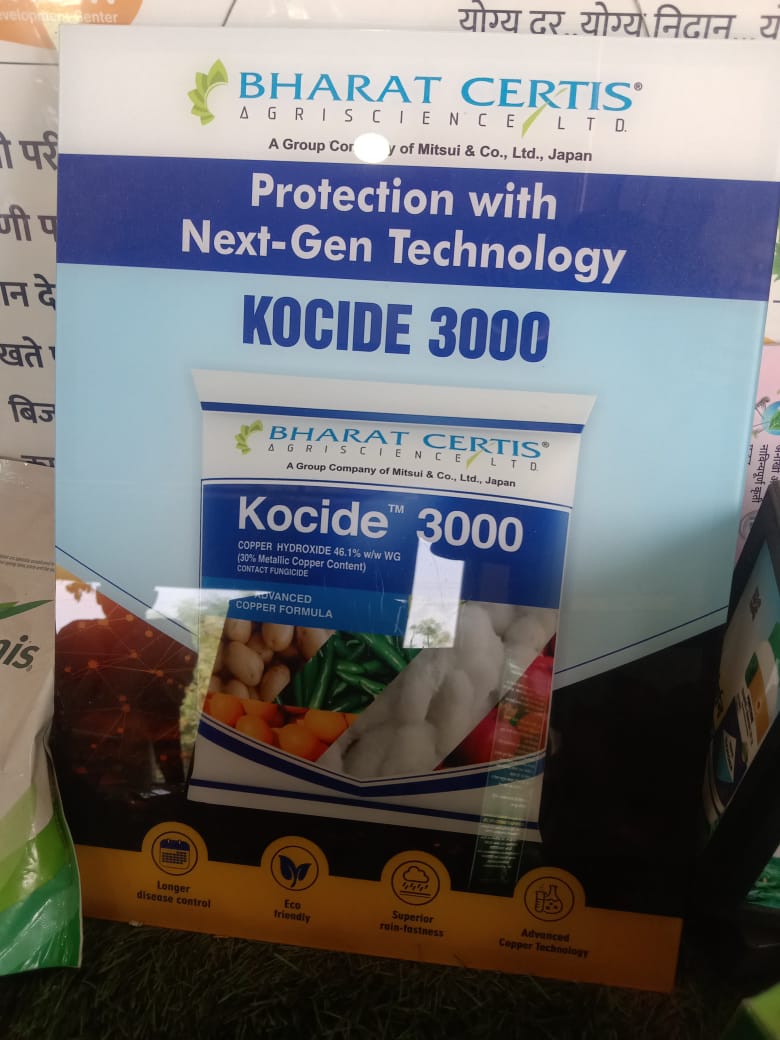 योग्य दर..योग्य निदान...
Development Center
BHARAT CERTIS®
AGRISCIENCE LTD.
A Group of Mitsui & Co., Ltd., Japan
Protection with
Next-Gen Technology
KOCIDE 3000
BHARAT CERTIS®
AGRISCIENCE LTD.
A Group Company of Mitsui & Co., Ltd., Japan
Kocide™ 3000
COPPER HYDROXIDE 46.1% w/w WG
(30% Metallic Copper Content)
CONTACT FUNGICIDE
ADVANCED
COPPER FORMULA
Longer
disease control
Eco
friendly
Superior
rain-fastness
Advanced
Copper Technology